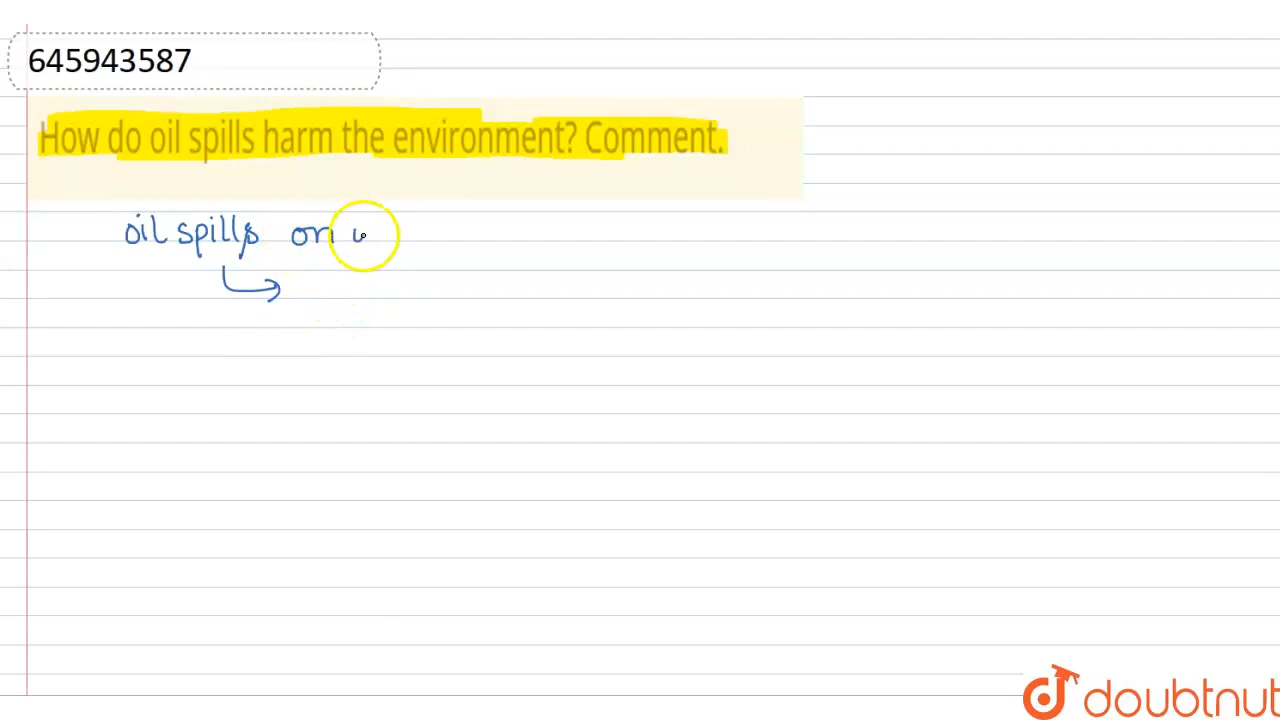 645943587
How do oil spills harm the environment? Comment.
oil spills on
doubtnut